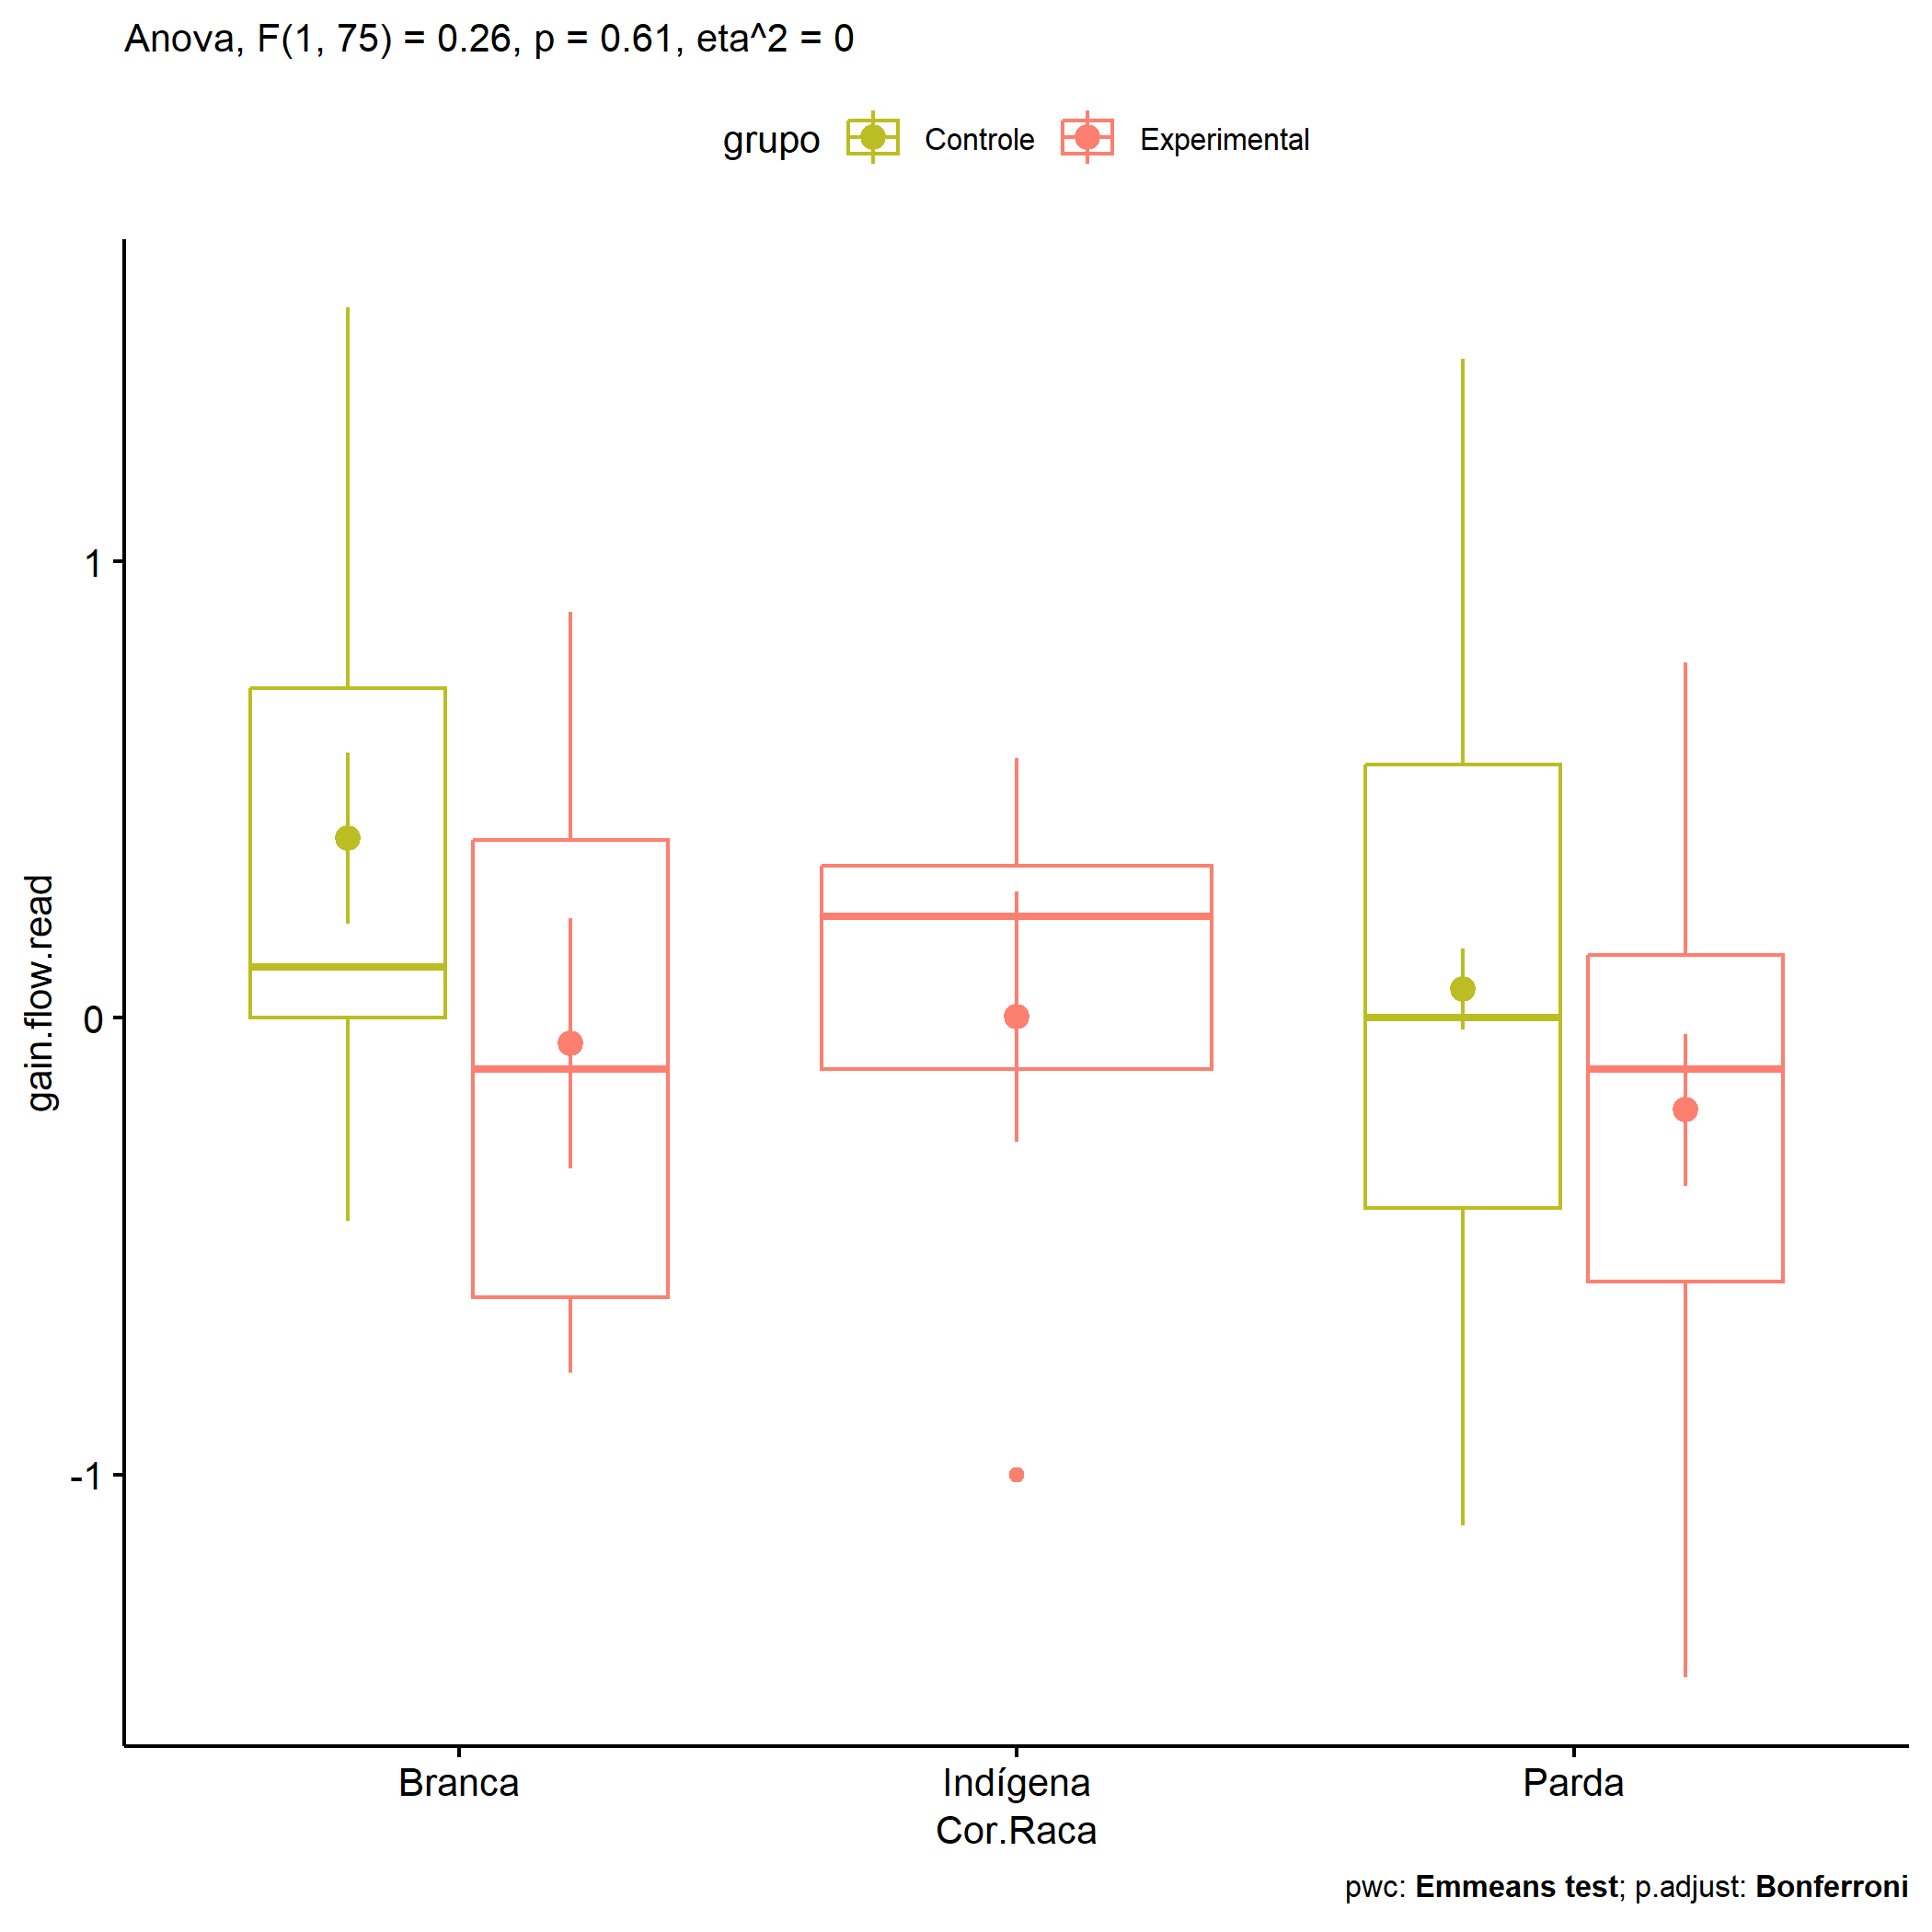 Anova, F(1, 75) = 0.26, p = 0.61, eta^2 = 0
grupo Controle Experimental
gain.flow.read
1
0
-1
Branca Indígena Parda
Cor.Raca
pwc: Emmeans test; p.adjust: Bonferroni